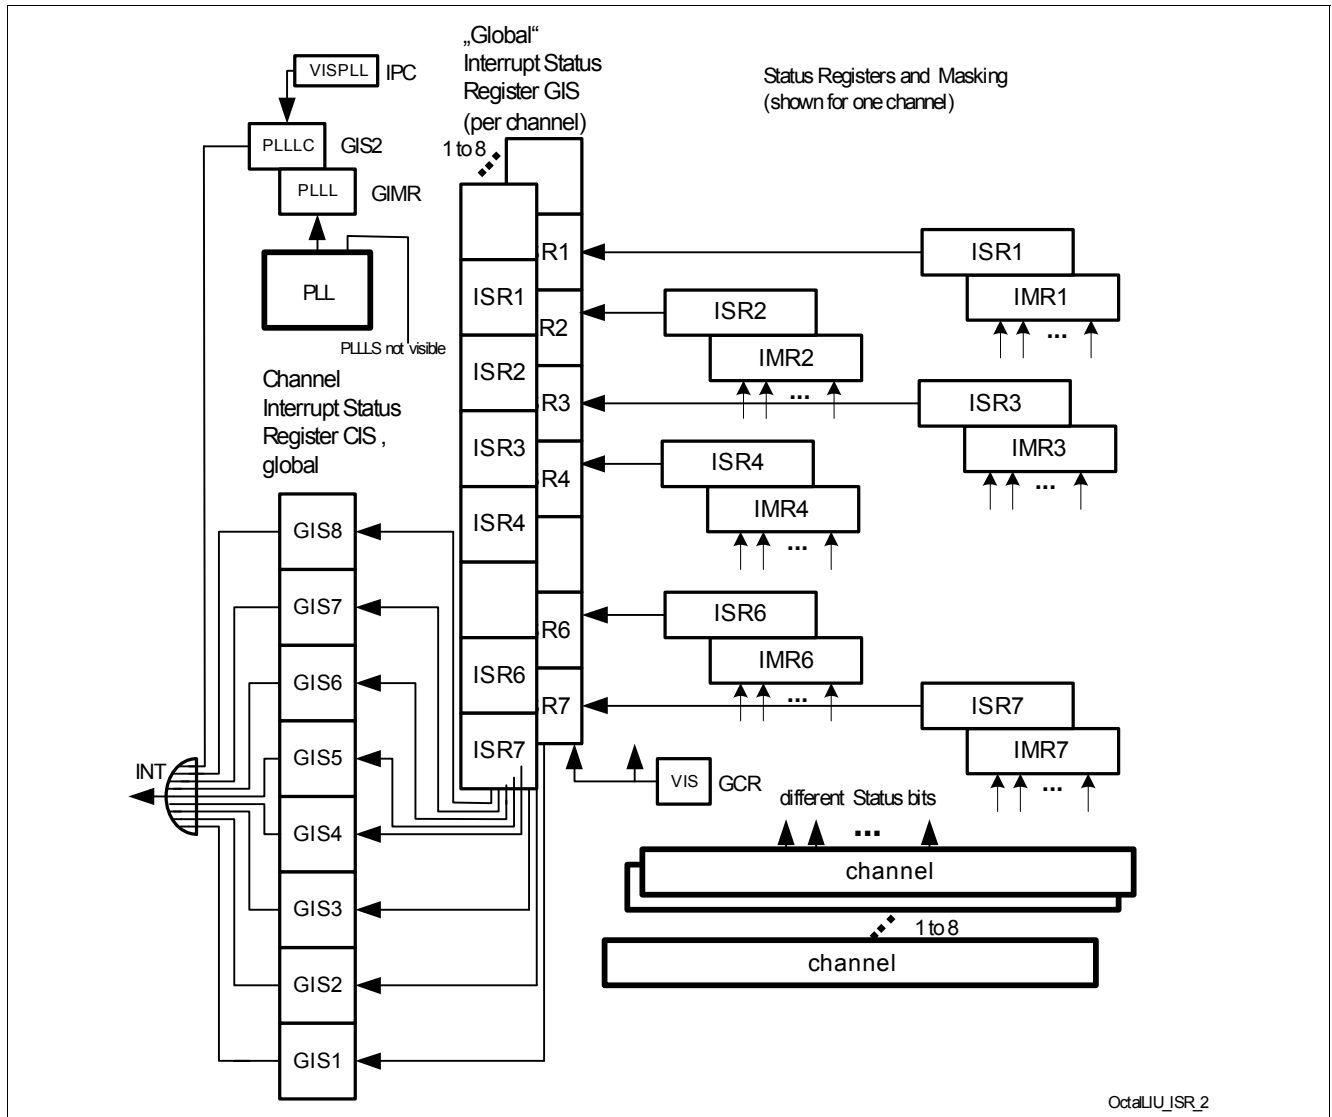 „Global“
Interrupt Status
Register GIS
(per channel)
1 to 8
VISPLL IPC
PLLLC GIS2
PLLL GIMR
PLL
PLLLS not visible
Status Registers and Masking
(shown for one channel)
Channel
Interrupt Status
Register CIS ,
global
R1
R2
R3
R4
R6
R7
ISR1
ISR2
ISR3
ISR4
ISR6
ISR7
ISR1
IMR1
...
ISR2
IMR2
...
ISR3
IMR3
...
ISR4
IMR4
...
ISR6
IMR6
...
ISR7
IMR7
...
GIS8
GIS7
GIS6
GIS5
GIS4
GIS3
GIS2
GIS1
INT
VIS GCR
different Status bits
...
channel
1 to 8
channel
OctalLIU_ISR_2